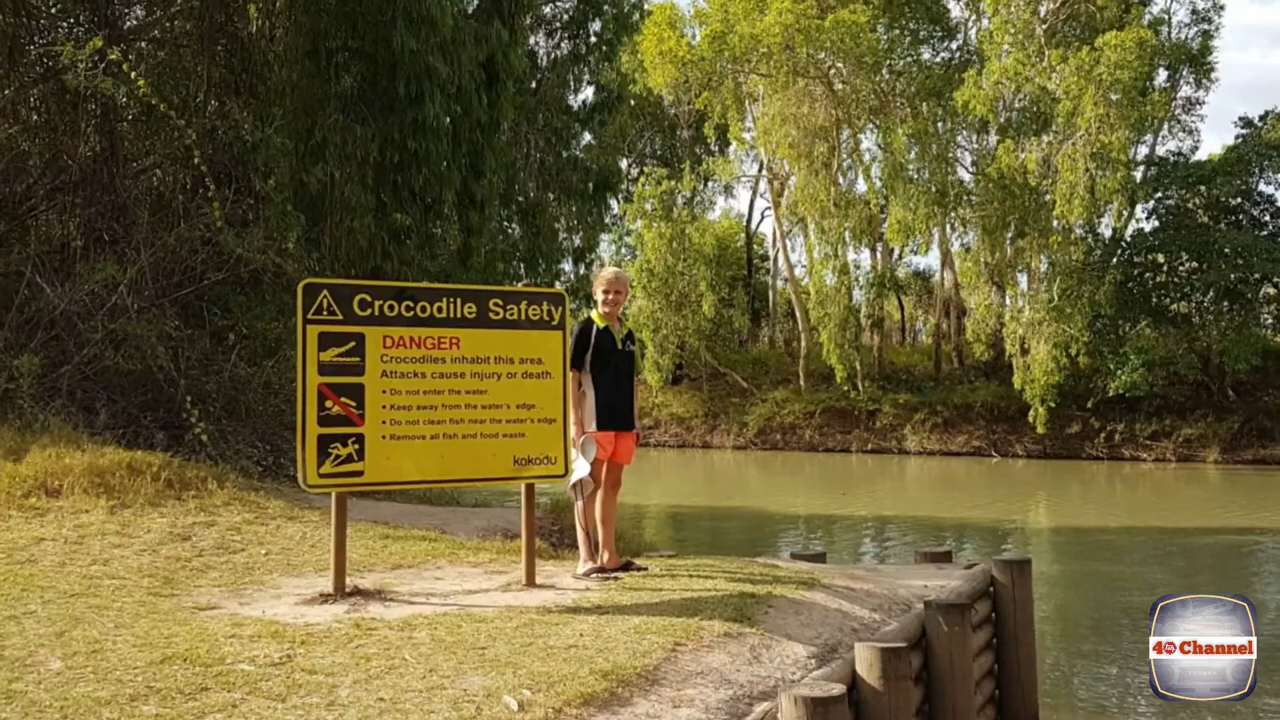 Crocodile Safety
DANGER
Crocodiles inhabit this area.
Attacks cause injury or death.
• Do not enter the water.
• Keep away from the water's edge.
• Do not clean fish near the water's edge
• Remove all fish and food waste.
kakadu
40 Channel